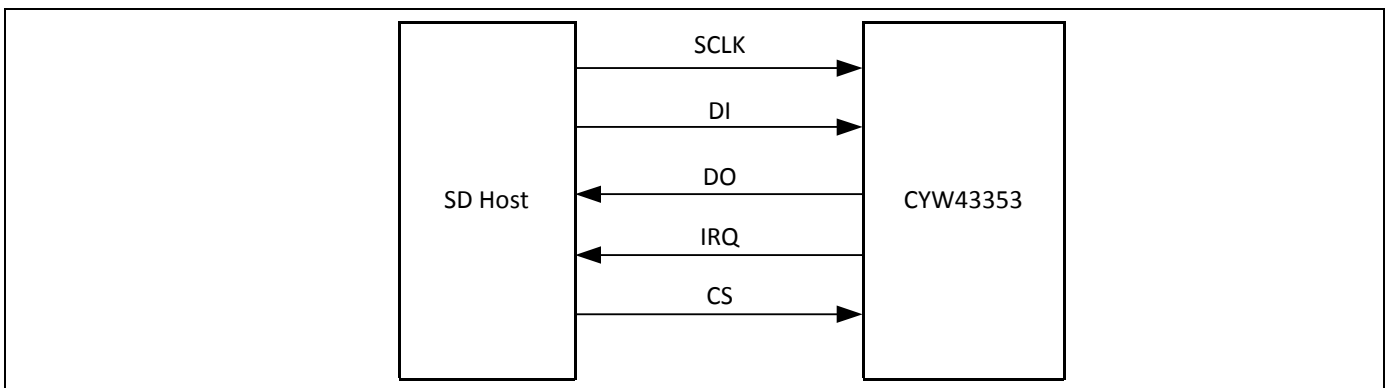 SCLK
DI
DO
SD Host
CYW43353
IRQ
CS